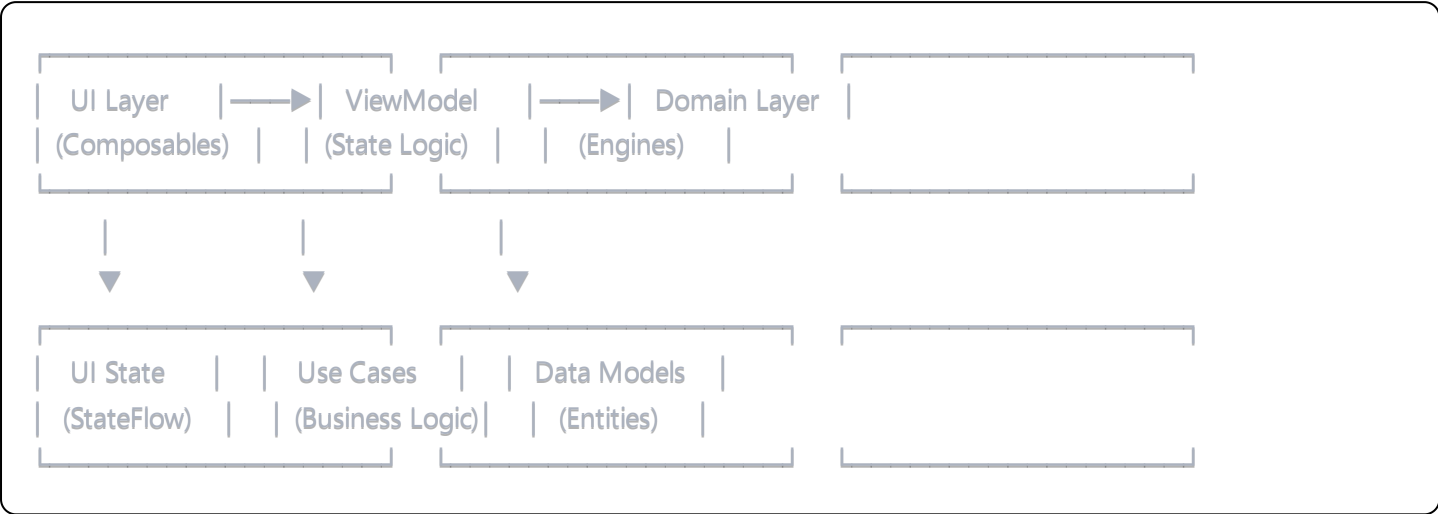 UI Layer ViewModel Domain Layer
(Composables) (State Logic) (Engines)
UI State Use Cases Data Models
(StateFlow) (Business Logic) (Entities)